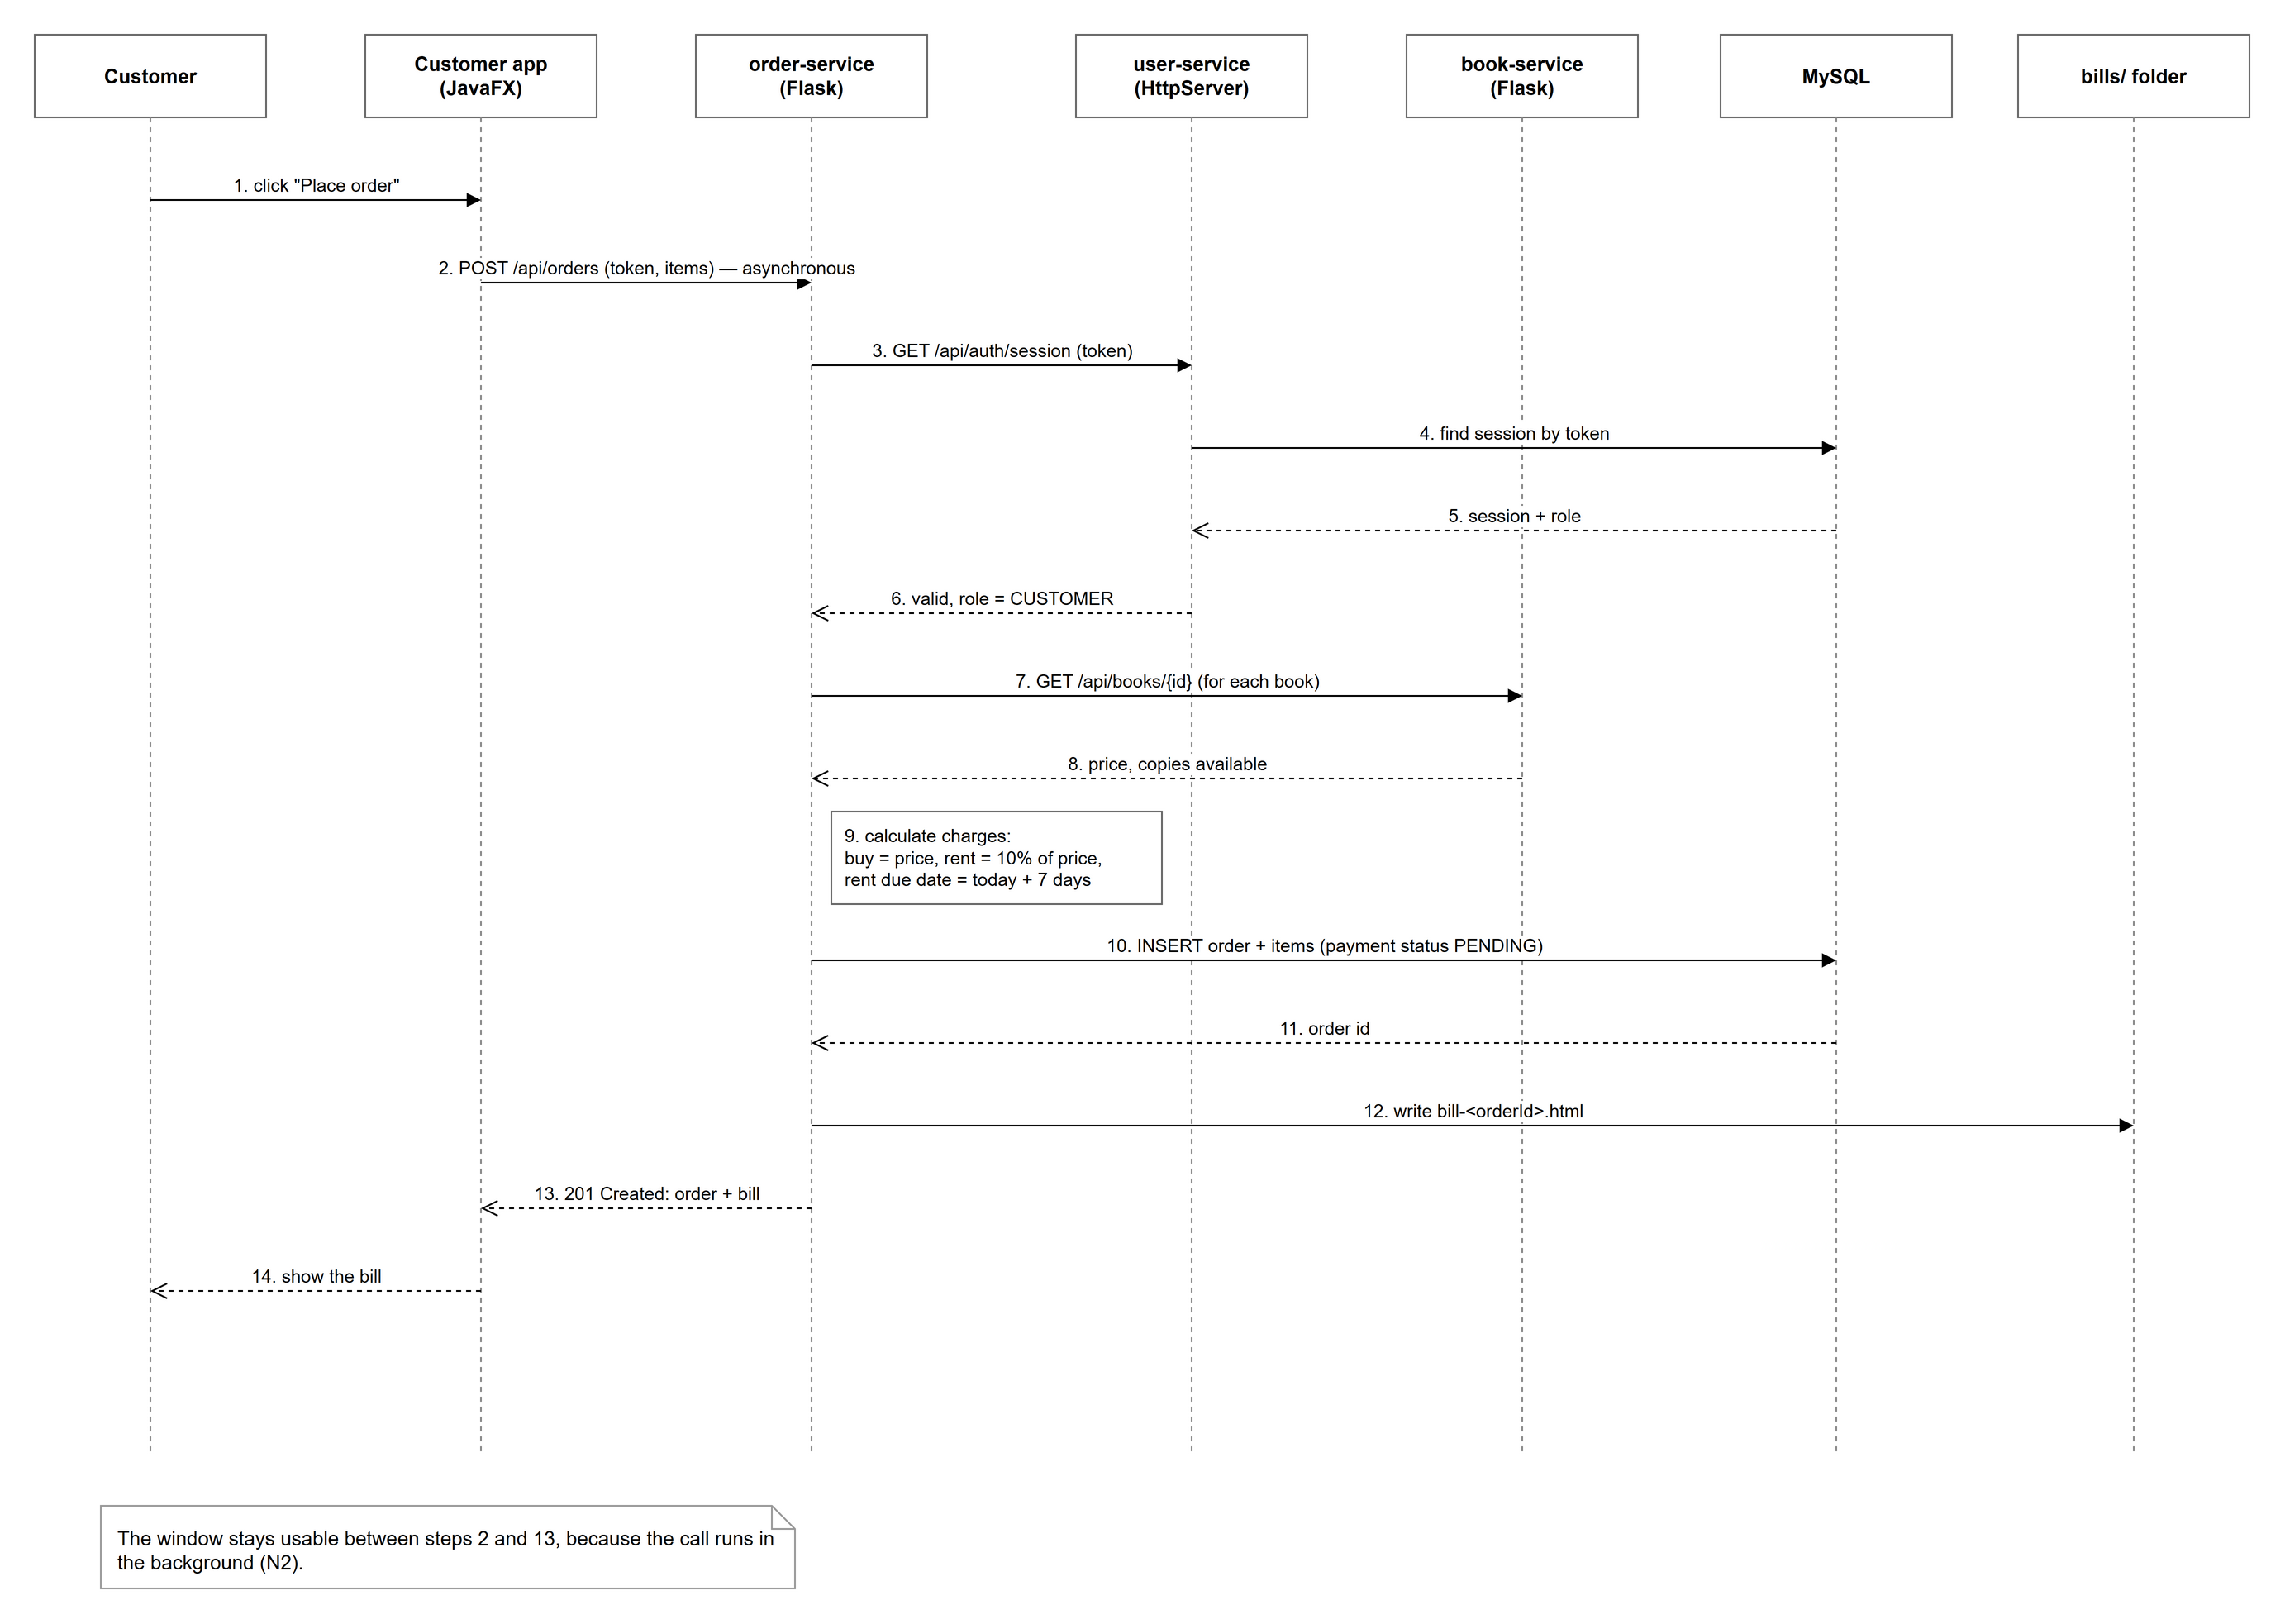 Customer
Customer app
(JavaFX)
order-service
(Flask)
user-service
(HttpServer)
book-service
(Flask)
MySQL
bills/ folder
1. click "Place order"
2. POST /api/orders (token, items) — asynchronous
3. GET /api/auth/session (token)
4. find session by token
5. session + role
6. valid, role = CUSTOMER
7. GET /api/books/{id} (for each book)
8. price, copies available
9. calculate charges:
buy = price, rent = 10% of price,
rent due date = today + 7 days
10. INSERT order + items (payment status PENDING)
11. order id
12. write bill-<orderId>.html
13. 201 Created: order + bill
14. show the bill
The window stays usable between steps 2 and 13, because the call runs in
the background (N2).